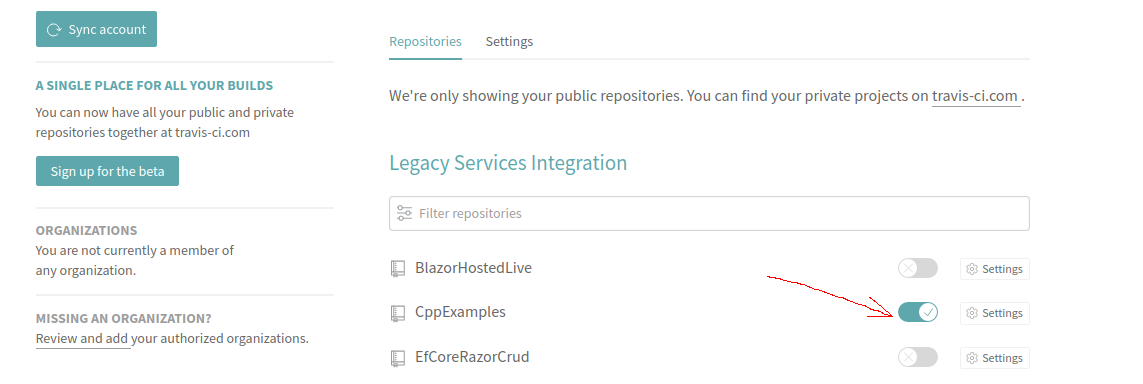 Sync account
A SINGLE PLACE FOR ALL YOUR BUILDS
You can now have all your public and private
repositories together at travis-ci.com
Sign up for the beta
ORGANIZATIONS
You are not currently a member of
any organization.
MISSING AN ORGANIZATION?
Review and add your authorized organizations.
Repositories Settings
We're only showing your public repositories. You can find your private projects on travis-ci.com .
Legacy Services Integration
Filter repositories
BlazorHostedLive Settings
CppExamples Settings
EfCoreRazorCrud Settings